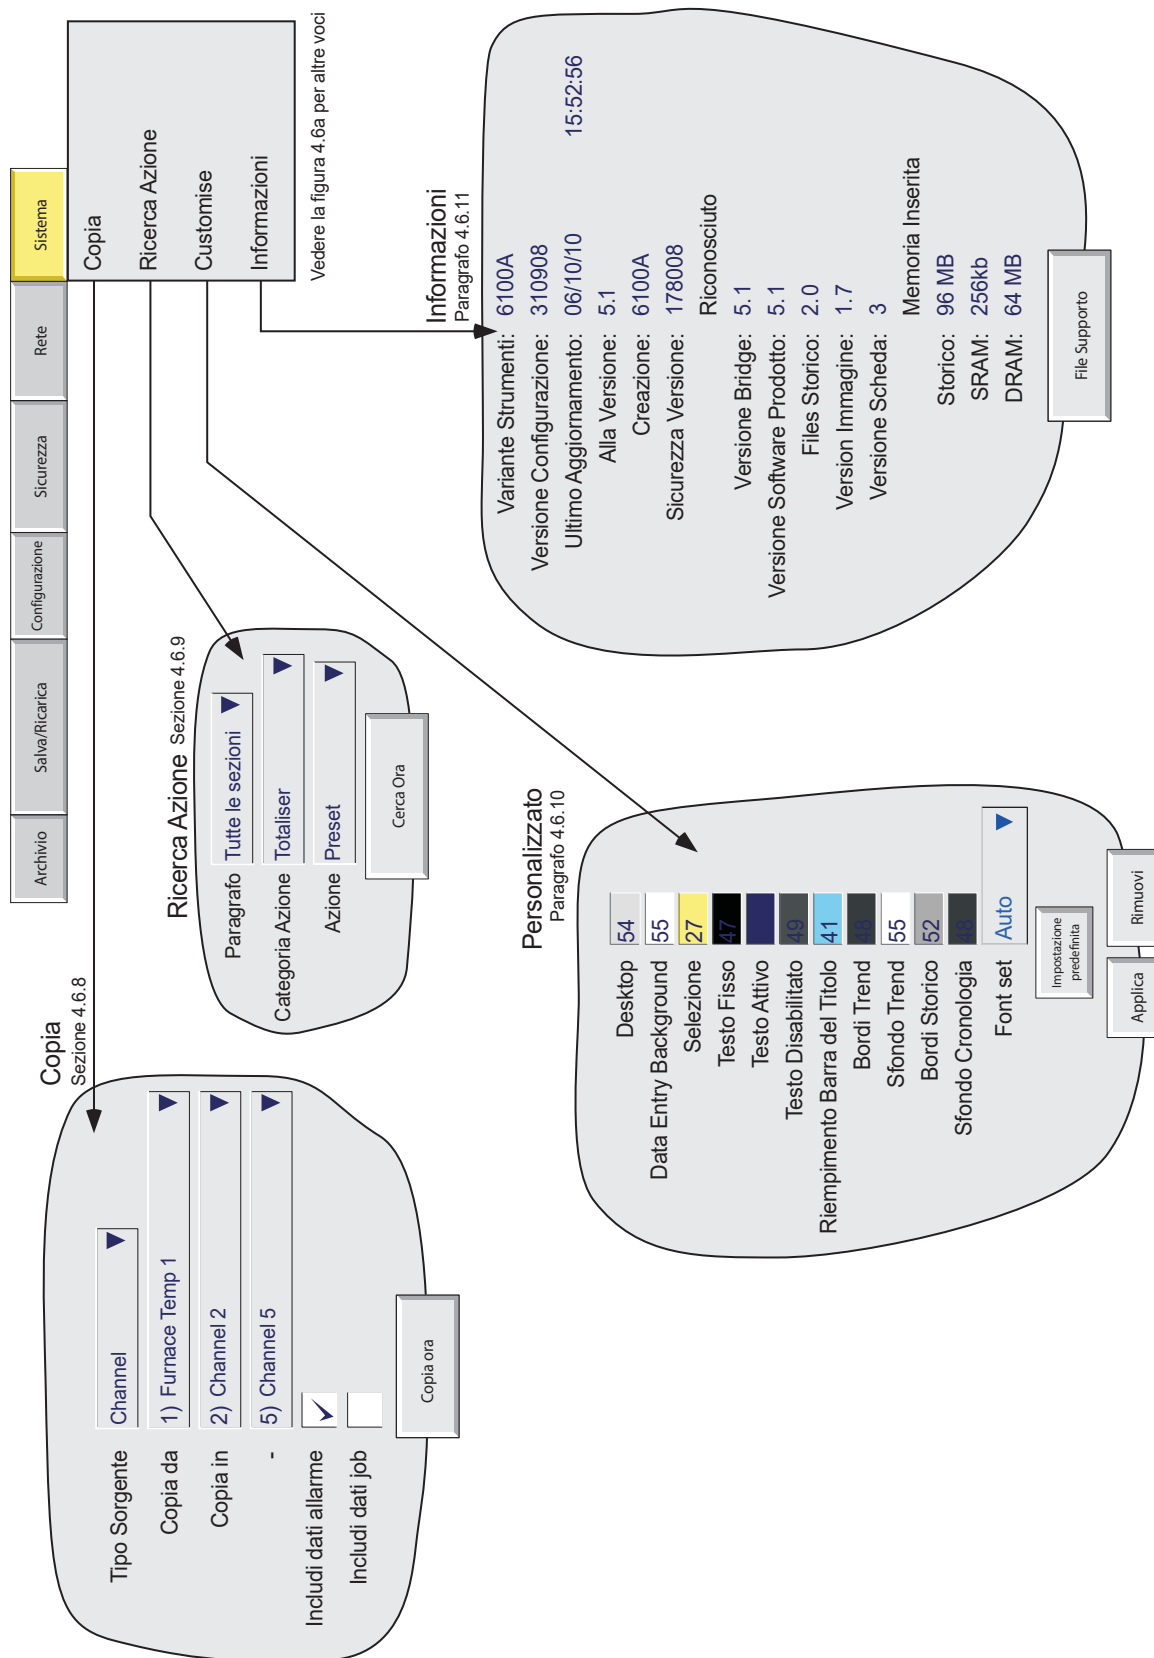 Archivio
Salva/Ricarica
Configurazione
Sicurezza
Rete
Sistema
Copia
Ricerca Azione
Customise
Informazioni
Vedere la figura 4.6a per altre voci
Copia
Sezione 4.6.8
Tipo Sorgente Channel
Copia da 1) Furnace Temp 1
Copia in 2) Channel 2
- 5) Channel 5
Includi dati allarme
Includi dati job
Copia ora
Ricerca Azione Sezione 4.6.9
Paragrafo Tutte le sezioni
Categoria Azione Totaliser
Azione Preset
Cerca Ora
Personalizzato
Paragrafo 4.6.10
Desktop 54
Data Entry Background 55
Selezione 27
Testo Fisso 47
Testo Attivo
Testo Disabilitato 49
Riempimento Barra del Titolo 41
Bordi Trend 48
Sfondo Trend 55
Bordi Storico 52
Sfondo Cronologia 48
Font set Auto
Impostazione
predefinita
Applica
Rimuovi
Informazioni
Paragrafo 4.6.11
Variante Strumenti: 6100A
Versione Configurazione: 310908
Ultimo Aggiornamento: 06/10/10 15:52:56
Alla Versione: 5.1
Creazione: 6100A
Sicurezza Versione: 178008
Riconosciuto
Versione Bridge: 5.1
Versione Software Prodotto: 5.1
Files Storico: 2.0
Version Immagine: 1.7
Versione Scheda: 3
Memoria Inserita
Storico: 96 MB
SRAM: 256kb
DRAM: 64 MB
File Supporto